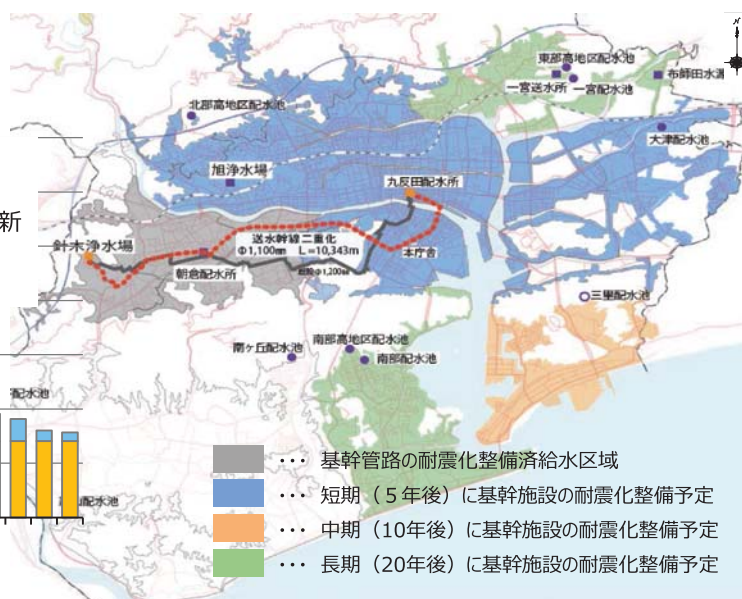 N
東部高地区配水池
一宮送水所
一宮配水池
布師田水源
北部高地区配水池
大津配水池
旭浄水場
九反田配水所
新
針木浄水場
送水幹線二重化
Φ1,100㎜ L=10,343m
本庁舎
朝倉配水所
Φ1,200㎜
三里配水池
南部高地区配水池
南ヶ丘配水池
南部配水池
配水池
配水池
・・・ 基幹管路の耐震化整備済給水区域
・・・ 短期（５年後）に基幹施設の耐震化整備予定
・・・ 中期（10年後）に基幹施設の耐震化整備予定
・・・ 長期（20年後）に基幹施設の耐震化整備予定